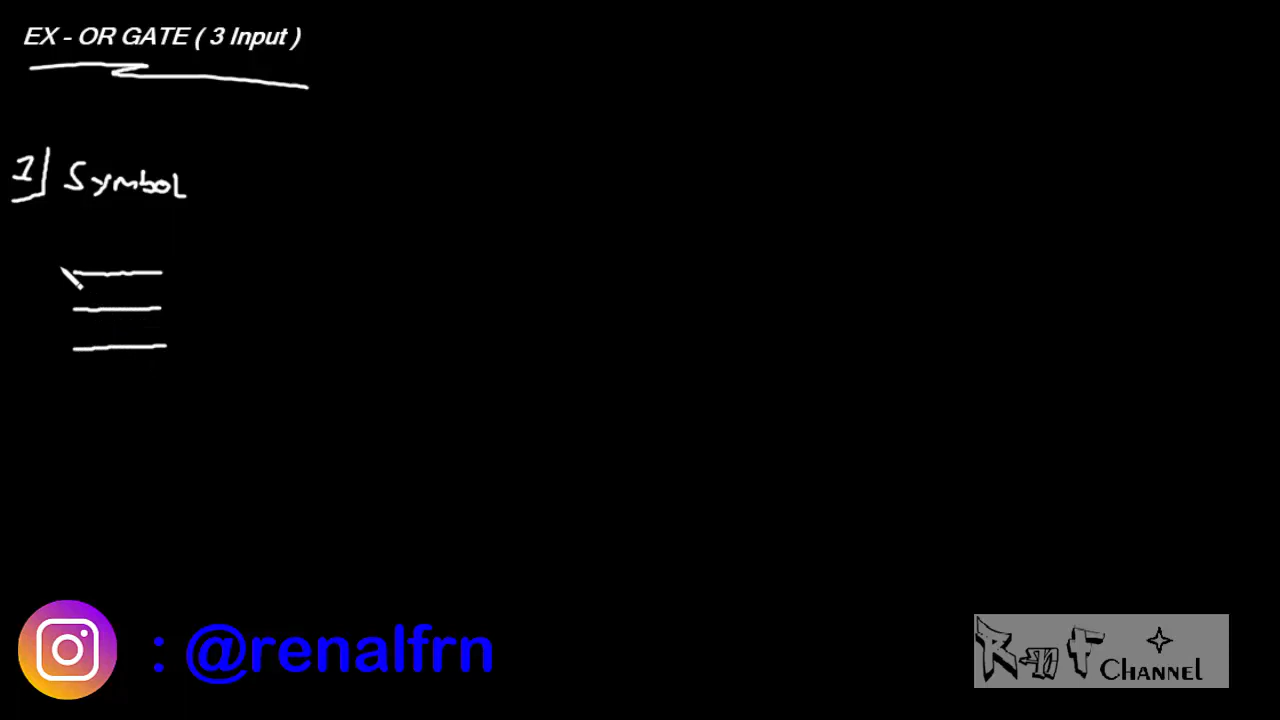 EX - OR GATE ( 3 Input )
1] Symbol
: @renalfrn
CHANNEL